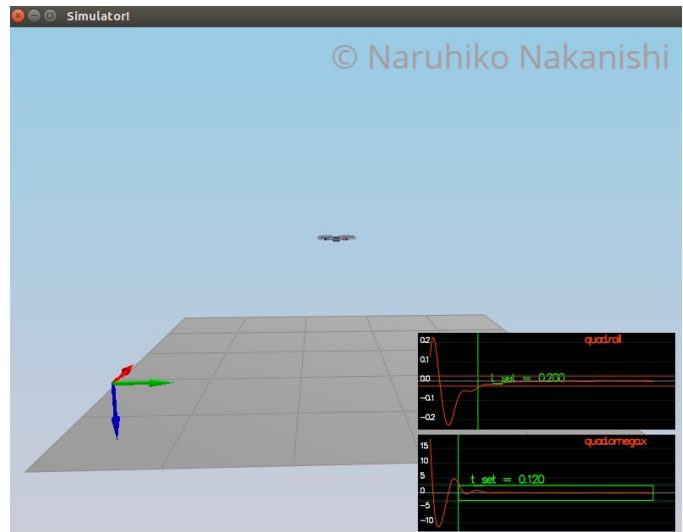 Simulator!
© Naruhiko Nakanishi
0.2
quad.roll
0.1
0.0
t_set = 0.200
-0.1
-0.2
15
quad.omega.x
10
5
t_set = 0.120
0
-5
-10